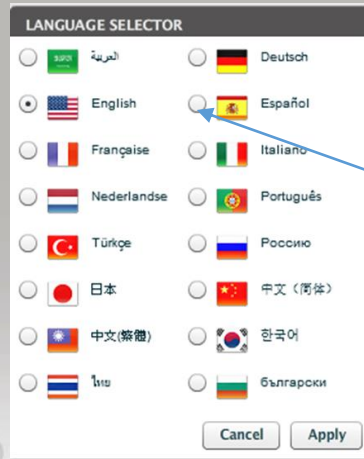 LANGUAGE SELECTOR
العربية Deutsch
English Español
Française Italiano
Nederlandse Português
Türkçe Россию
日本 中文（简体）
中文(繁體) 한국어
ไทย български
Cancel Apply